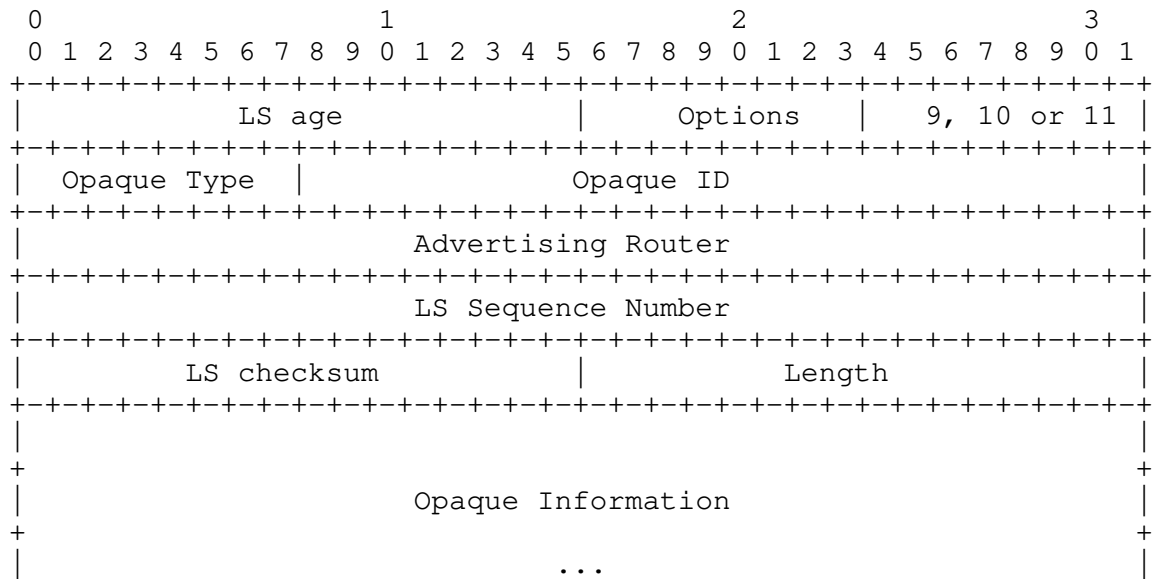 0                   1                   2                   3
0 1 2 3 4 5 6 7 8 9 0 1 2 3 4 5 6 7 8 9 0 1 2 3 4 5 6 7 8 9 0 1
+-+-+-+-+-+-+-+-+-+-+-+-+-+-+-+-+-+-+-+-+-+-+-+-+-+-+-+-+-+-+-+-+
|            LS age             |     Options   |   9, 10 or 11 |
+-+-+-+-+-+-+-+-+-+-+-+-+-+-+-+-+-+-+-+-+-+-+-+-+-+-+-+-+-+-+-+-+
|  Opaque Type  |               Opaque ID                       |
+-+-+-+-+-+-+-+-+-+-+-+-+-+-+-+-+-+-+-+-+-+-+-+-+-+-+-+-+-+-+-+-+
|                      Advertising Router                       |
+-+-+-+-+-+-+-+-+-+-+-+-+-+-+-+-+-+-+-+-+-+-+-+-+-+-+-+-+-+-+-+-+
|                      LS Sequence Number                       |
+-+-+-+-+-+-+-+-+-+-+-+-+-+-+-+-+-+-+-+-+-+-+-+-+-+-+-+-+-+-+-+-+
|         LS checksum           |           Length              |
+-+-+-+-+-+-+-+-+-+-+-+-+-+-+-+-+-+-+-+-+-+-+-+-+-+-+-+-+-+-+-+-+
|                                                               |
+                                                               +
|                      Opaque Information                       |
+                                                               +
|                              ...                              |